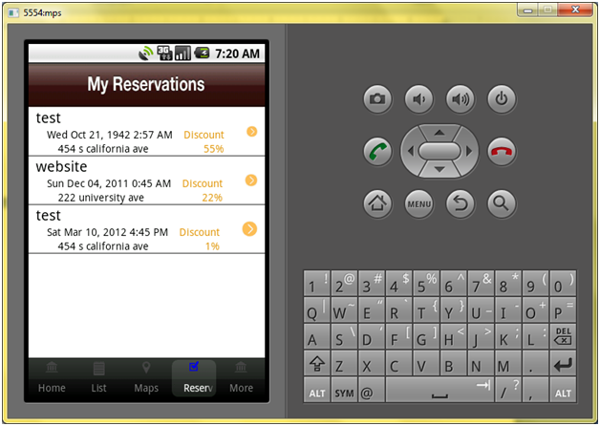 5554:mps
3G
7:20 AM
My Reservations
test
Wed Oct 21, 1942 2:57 AM Discount
454 s california ave 55%
website
Sun Dec 04, 2011 0:45 AM Discount
222 university ave 22%
test
Sat Mar 10, 2012 4:45 PM Discount
454 s california ave 1%
Home List Maps Reserv More
MENU
1 ! 2 @ 3 # 4 $ 5 % 6 ^ 7 & 8 * 9 ( 0 )
Q | W ~ E " R ` T { Y } U _ I - O + P =
A \ S ' D F [ G ] H < J > K ; L : DEL
Z X C V B N M .
ALT SYM @ / ? , ALT